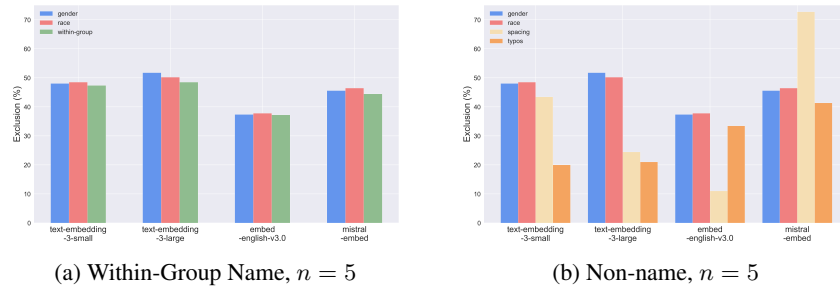 gender
race
within-group
70
60
50
40
30
20
10
0
Exclusion (%)
text-embedding
-3-small
text-embedding
-3-large
embed
-english-v3.0
mistral
-embed
(a) Within-Group Name, n = 5
gender
race
spacing
typos
70
60
50
40
30
20
10
0
Exclusion (%)
text-embedding
-3-small
text-embedding
-3-large
embed
-english-v3.0
mistral
-embed
(b) Non-name, n = 5